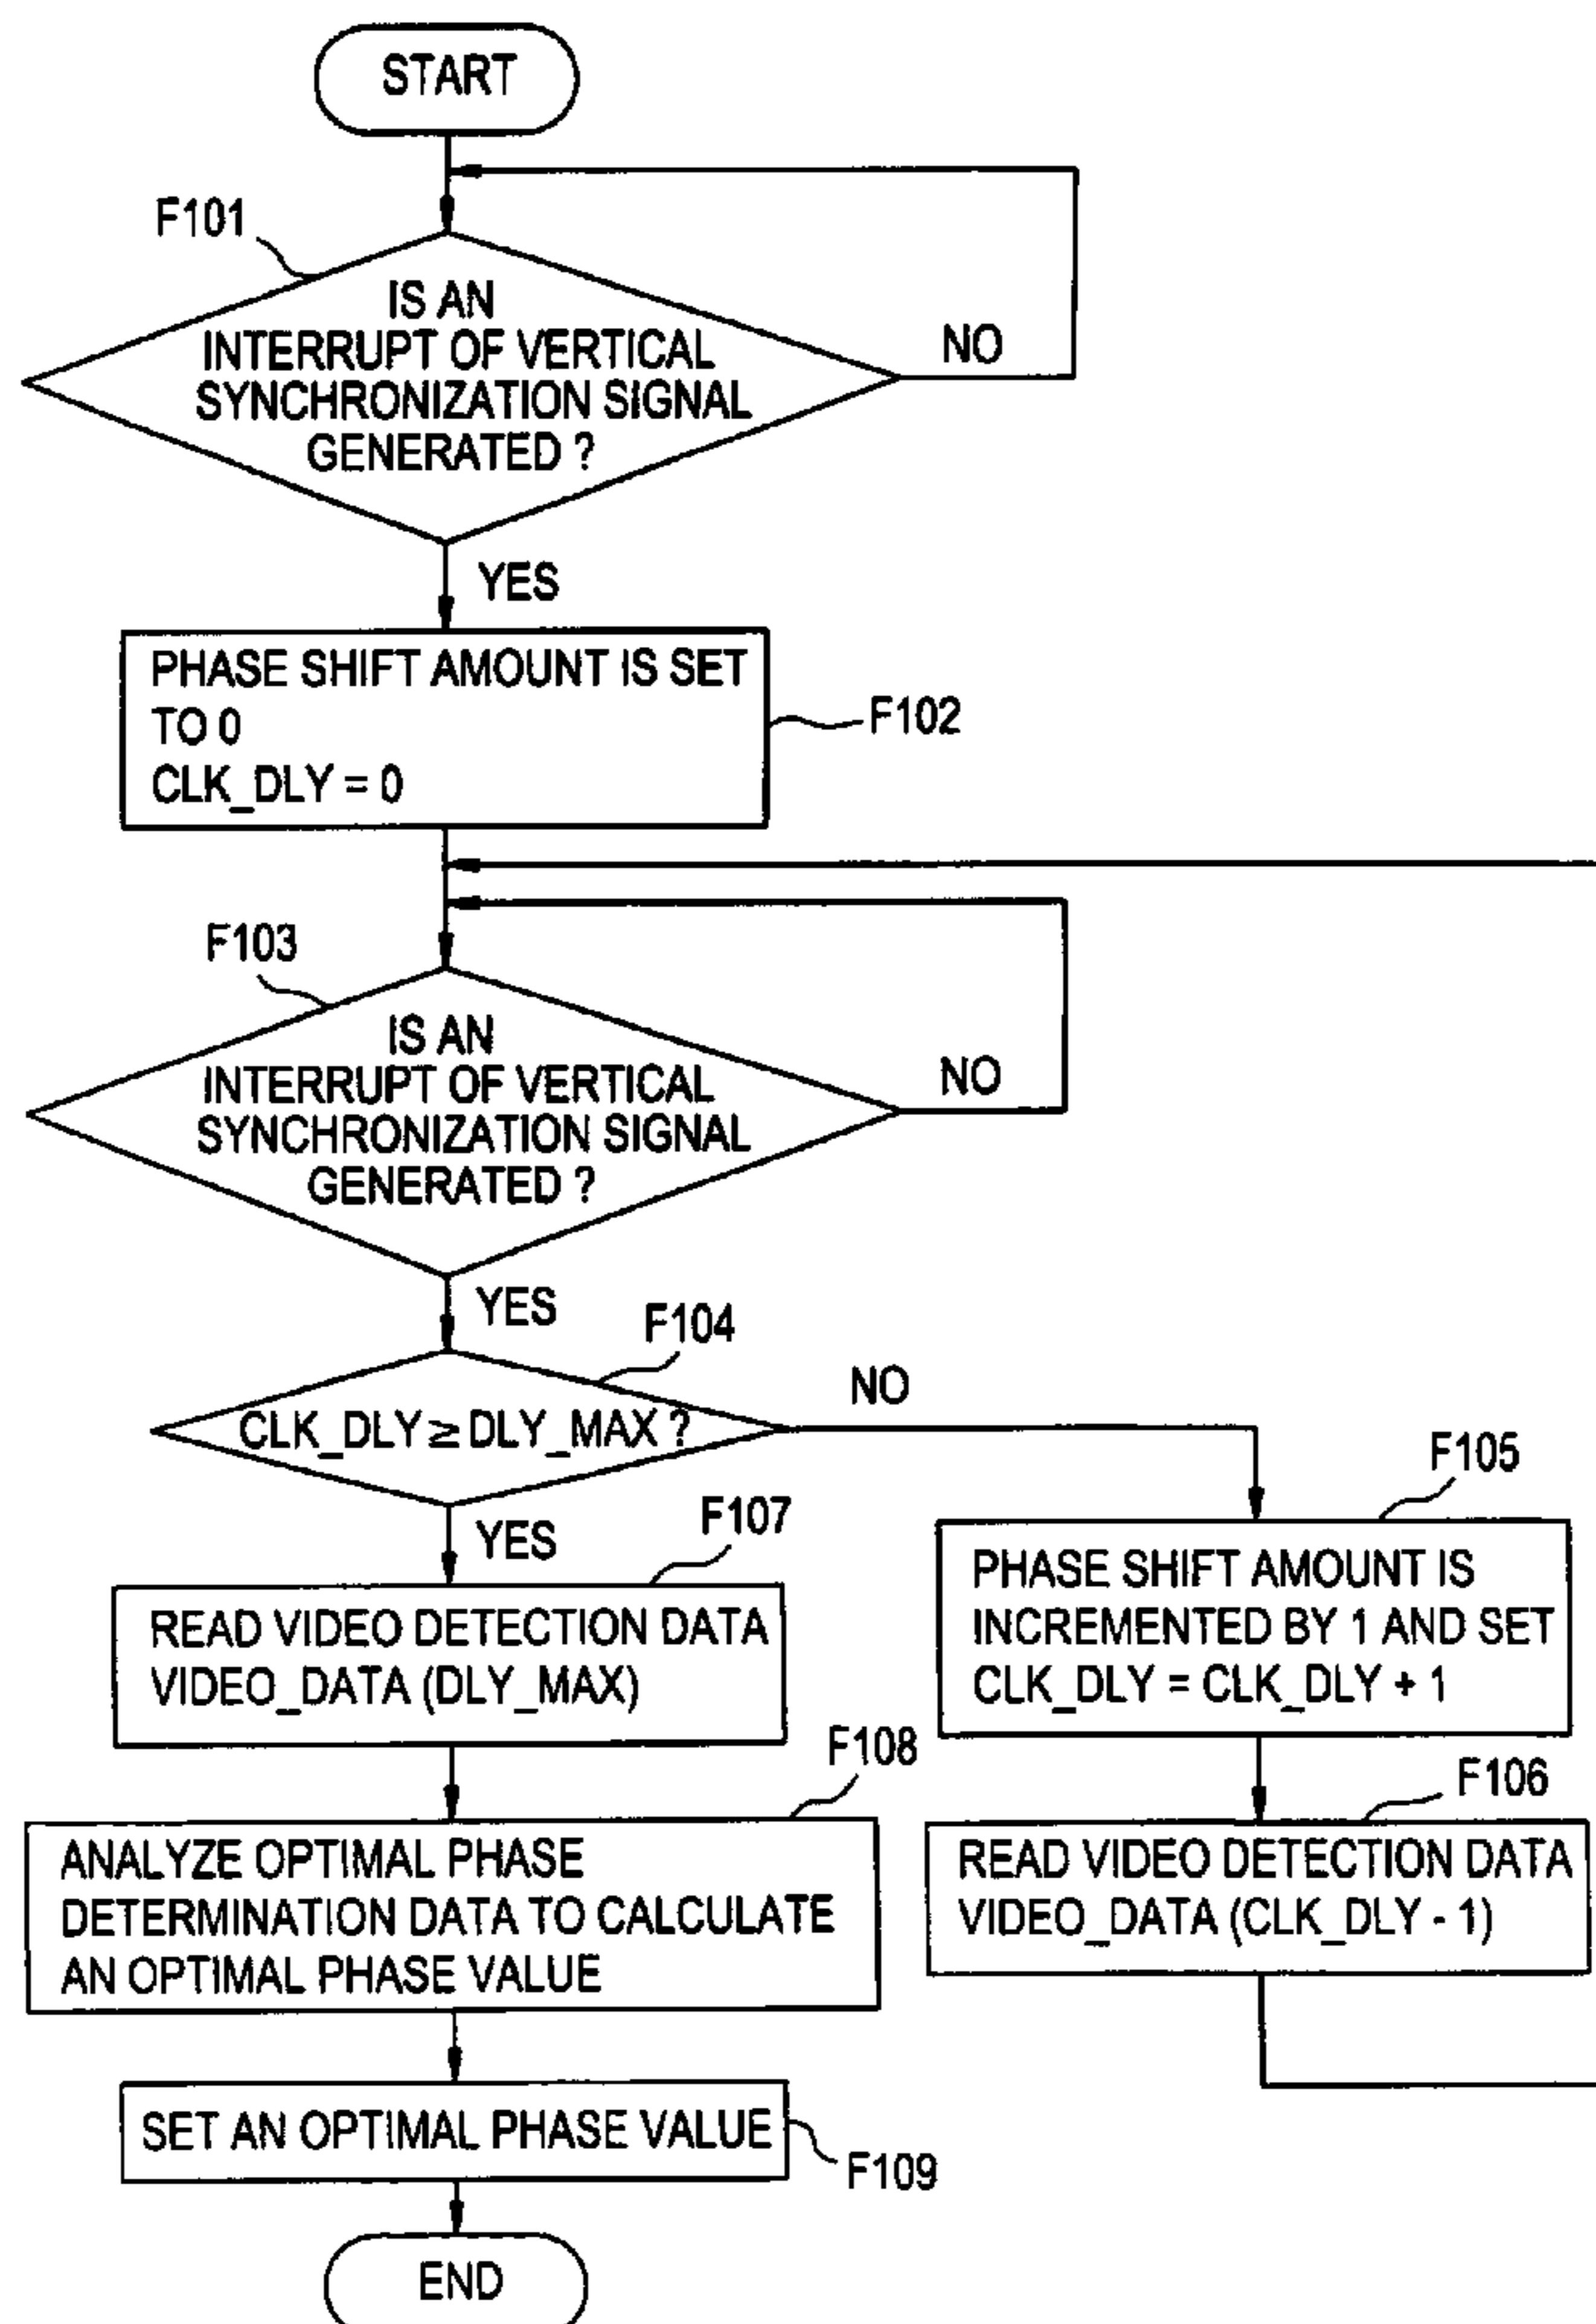 START
F101
IS AN
INTERRUPT OF VERTICAL
SYNCHRONIZATION SIGNAL
GENERATED ?
NO
YES
PHASE SHIFT AMOUNT IS SET
TO 0
CLK_DLY = 0
F102
F103
IS AN
INTERRUPT OF VERTICAL
SYNCHRONIZATION SIGNAL
GENERATED ?
NO
YES
F104
CLK_DLY ≥ DLY_MAX ?
NO
YES
F105
PHASE SHIFT AMOUNT IS
INCREMENTED BY 1 AND SET
CLK_DLY = CLK_DLY + 1
F106
READ VIDEO DETECTION DATA
VIDEO_DATA (CLK_DLY - 1)
F107
READ VIDEO DETECTION DATA
VIDEO_DATA (DLY_MAX)
F108
ANALYZE OPTIMAL PHASE
DETERMINATION DATA TO CALCULATE
AN OPTIMAL PHASE VALUE
SET AN OPTIMAL PHASE VALUE
F109
END